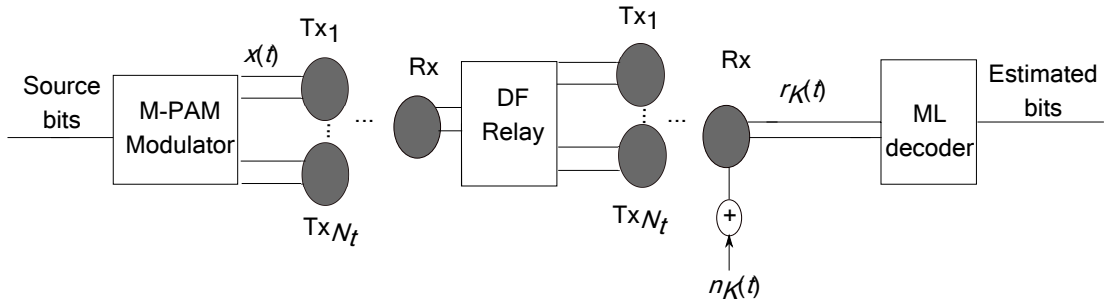 Source
bits
M-PAM
Modulator
x(t)
Tx1
TxNt
...
Rx
DF
Relay
Tx1
TxNt
...
Rx
+
nK(t)
rK(t)
ML
decoder
Estimated
bits